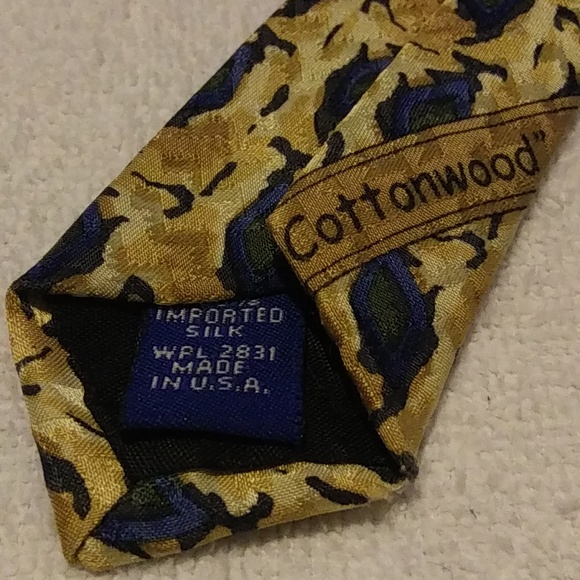 Cottonwood"
IMPORTED
SILK
WPL 2831
MADE
IN U.S.A.